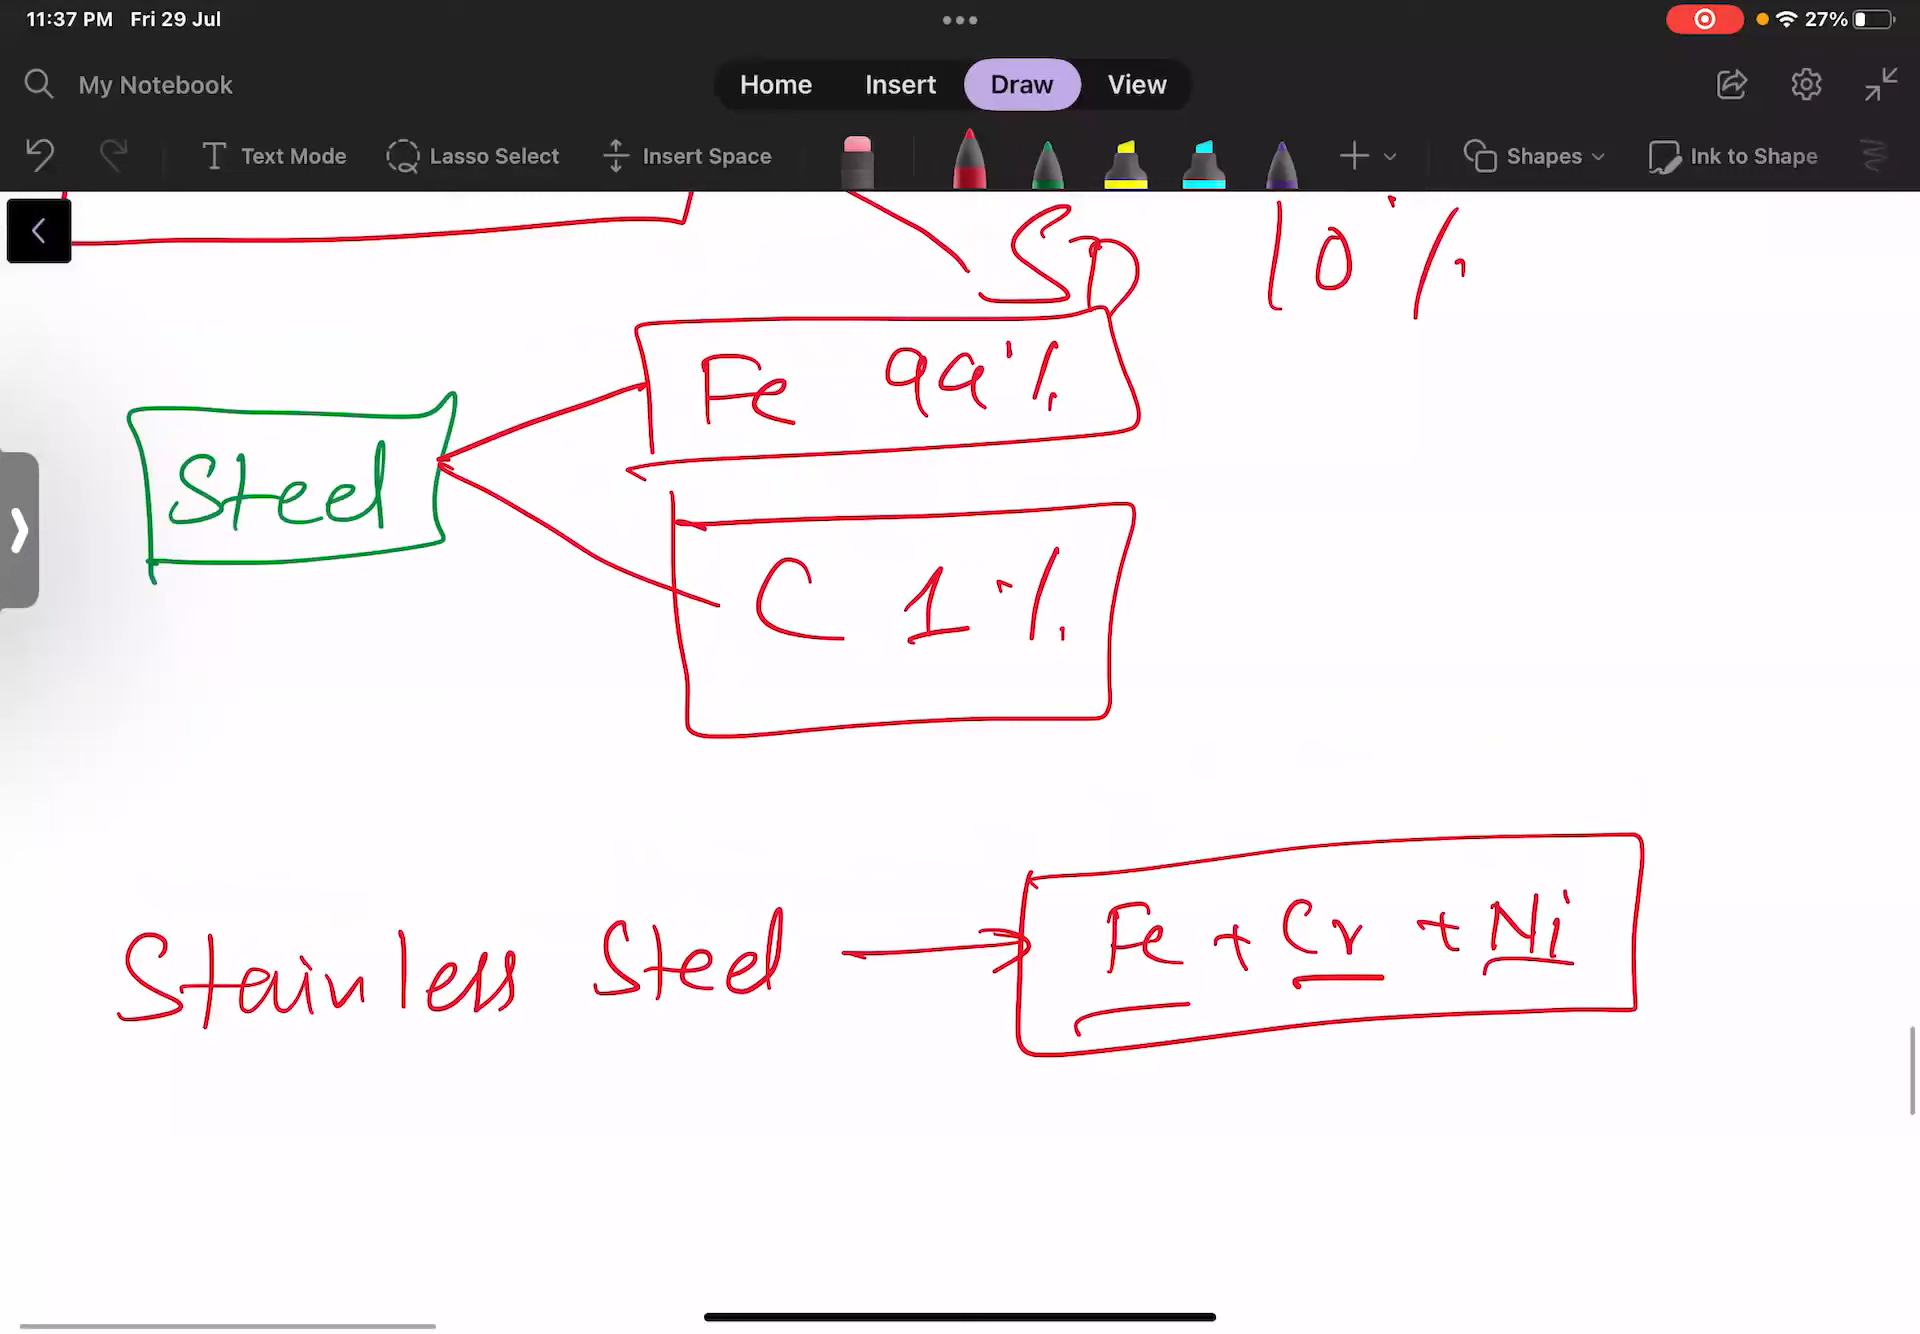 11:37 PM Fri 29 Jul
27%
My Notebook
Home Insert Draw View
Text Mode Lasso Select Insert Space Shapes Ink to Shape
10%
Fe 99%
Steel
C 1%
Stainless Steel → Fe + Cr + Ni